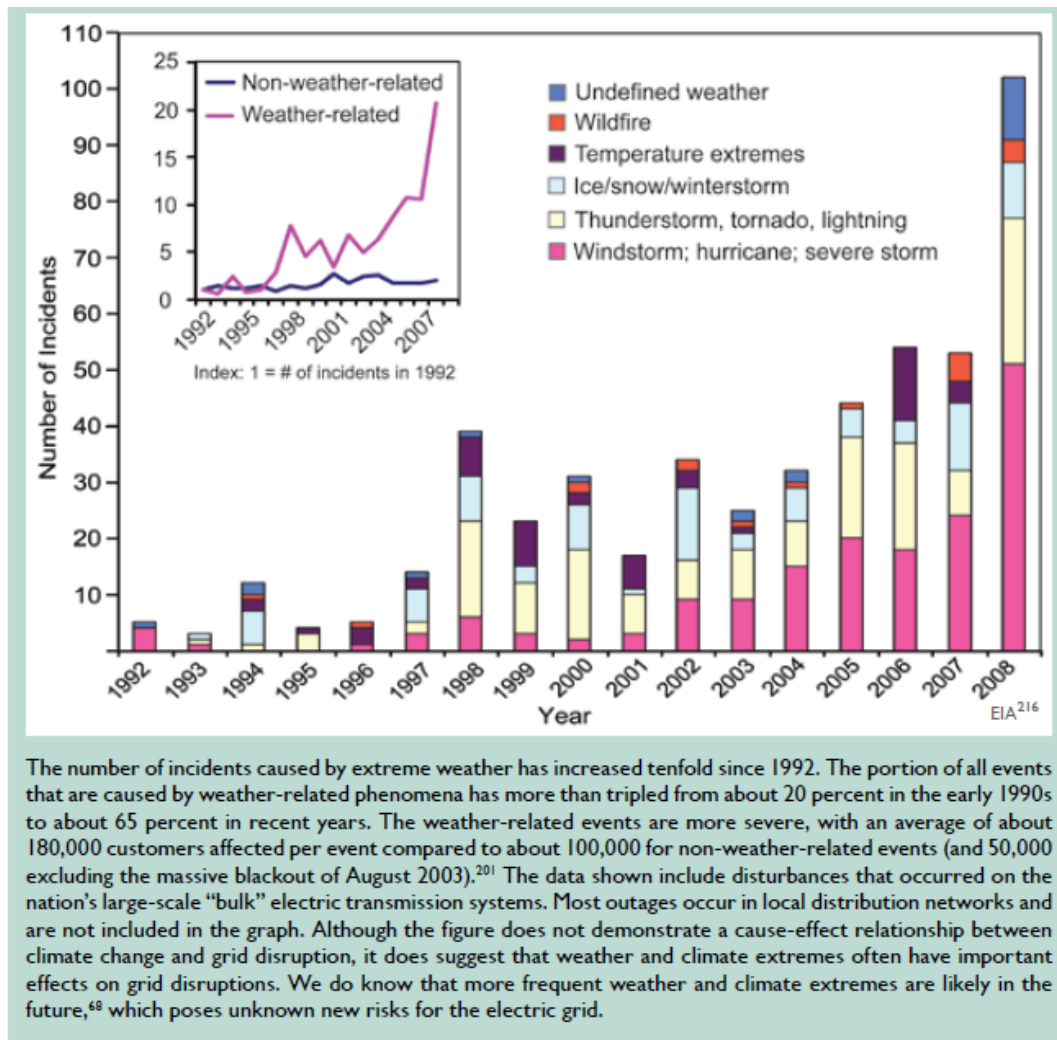 110
100
90
80
70
60
50
40
30
20
10
Number of Incidents
25
20
15
10
5
0
Non-weather-related
Weather-related
1992
1995
1998
2001
2004
2007
Index: 1 = # of incidents in 1992
Undefined weather
Wildfire
Temperature extremes
Ice/snow/winterstorm
Thunderstorm, tornado, lightning
Windstorm; hurricane; severe storm
1992
1993
1994
1995
1996
1997
1998
1999
2000
2001
2002
2003
2004
2005
2006
2007
2008
Year
EIA216
The number of incidents caused by extreme weather has increased tenfold since 1992. The portion of all events
that are caused by weather-related phenomena has more than tripled from about 20 percent in the early 1990s
to about 65 percent in recent years. The weather-related events are more severe, with an average of about
180,000 customers affected per event compared to about 100,000 for non-weather-related events (and 50,000
excluding the massive blackout of August 2003).201 The data shown include disturbances that occurred on the
nation's large-scale “bulk” electric transmission systems. Most outages occur in local distribution networks and
are not included in the graph. Although the figure does not demonstrate a cause-effect relationship between
climate change and grid disruption, it does suggest that weather and climate extremes often have important
effects on grid disruptions. We do know that more frequent weather and climate extremes are likely in the
future,68 which poses unknown new risks for the electric grid.